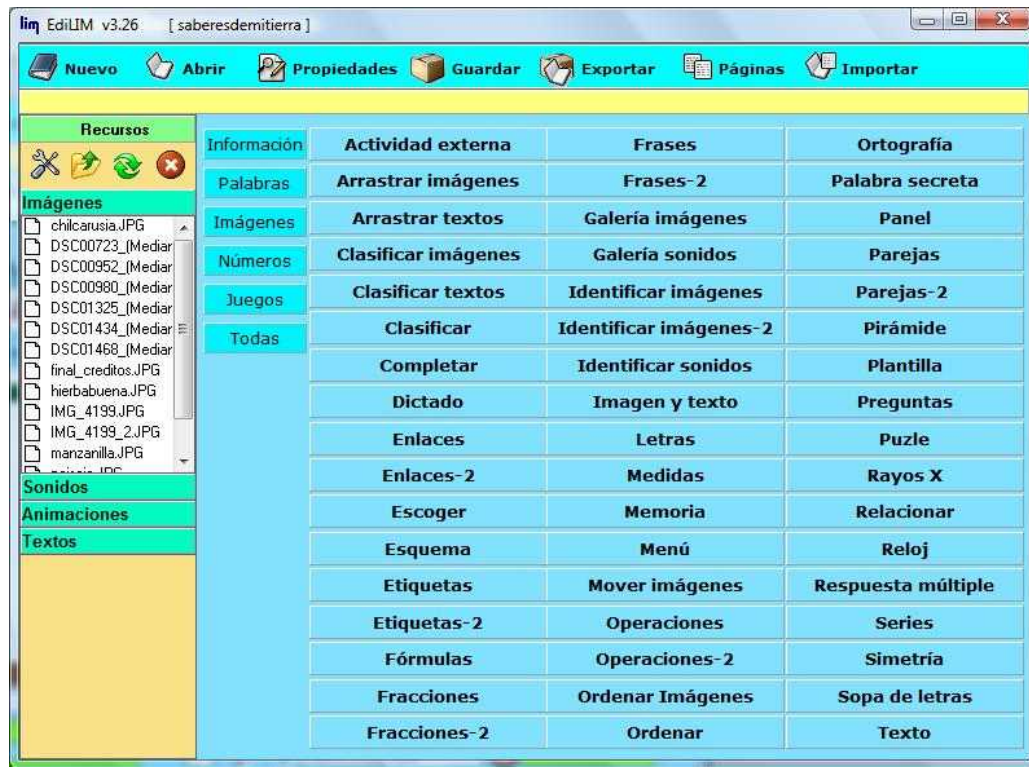 lim EdiLIM v3.26 [ saberesdemitierra ]
Nuevo Abrir Propiedades Guardar Exportar Páginas Importar
Recursos
Imágenes
chilcarusia.JPG
DSC00723_(Mediar
DSC00952_(Mediar
DSC00980_(Mediar
DSC01325_(Mediar
DSC01434_(Mediar
DSC01468_(Mediar
final_creditos.JPG
hierbabuena.JPG
IMG_4199.JPG
IMG_4199_2.JPG
manzanilla.JPG
Sonidos
Animaciones
Textos
Información
Palabras
Imágenes
Números
Juegos
Todas
Actividad externa Frases Ortografía
Arrastrar imágenes Frases-2 Palabra secreta
Arrastrar textos Galería imágenes Panel
Clasificar imágenes Galería sonidos Parejas
Clasificar textos Identificar imágenes Parejas-2
Clasificar Identificar imágenes-2 Pirámide
Completar Identificar sonidos Plantilla
Dictado Imagen y texto Preguntas
Enlaces Letras Puzle
Enlaces-2 Medidas Rayos X
Escoger Memoria Relacionar
Esquema Menú Reloj
Etiquetas Mover imágenes Respuesta múltiple
Etiquetas-2 Operaciones Series
Fórmulas Operaciones-2 Simetría
Fracciones Ordenar Imágenes Sopa de letras
Fracciones-2 Ordenar Texto